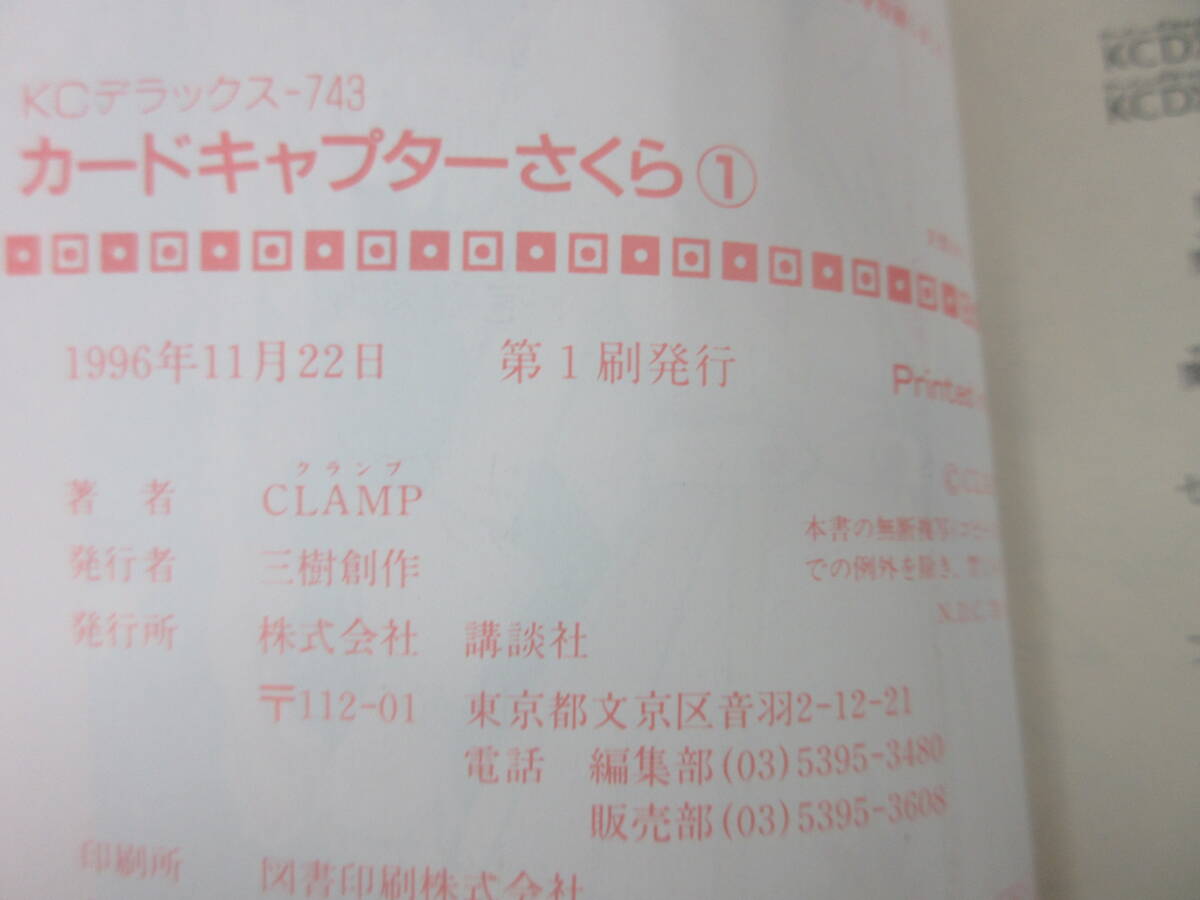 KCデラックス-743
カードキャプターさくら①
1996年11月22日 第1刷発行
Printed
著 者 CLAMP
クランプ
発行者 三樹創作
発行所 株式会社 講談社
〒112-01 東京都文京区音羽2-12-21
電話 編集部(03)5395-3480
販売部(03)5395-3608
印刷所 図書印刷株式会社
本書の無断複写
での例外を除き、
KCD
KCD